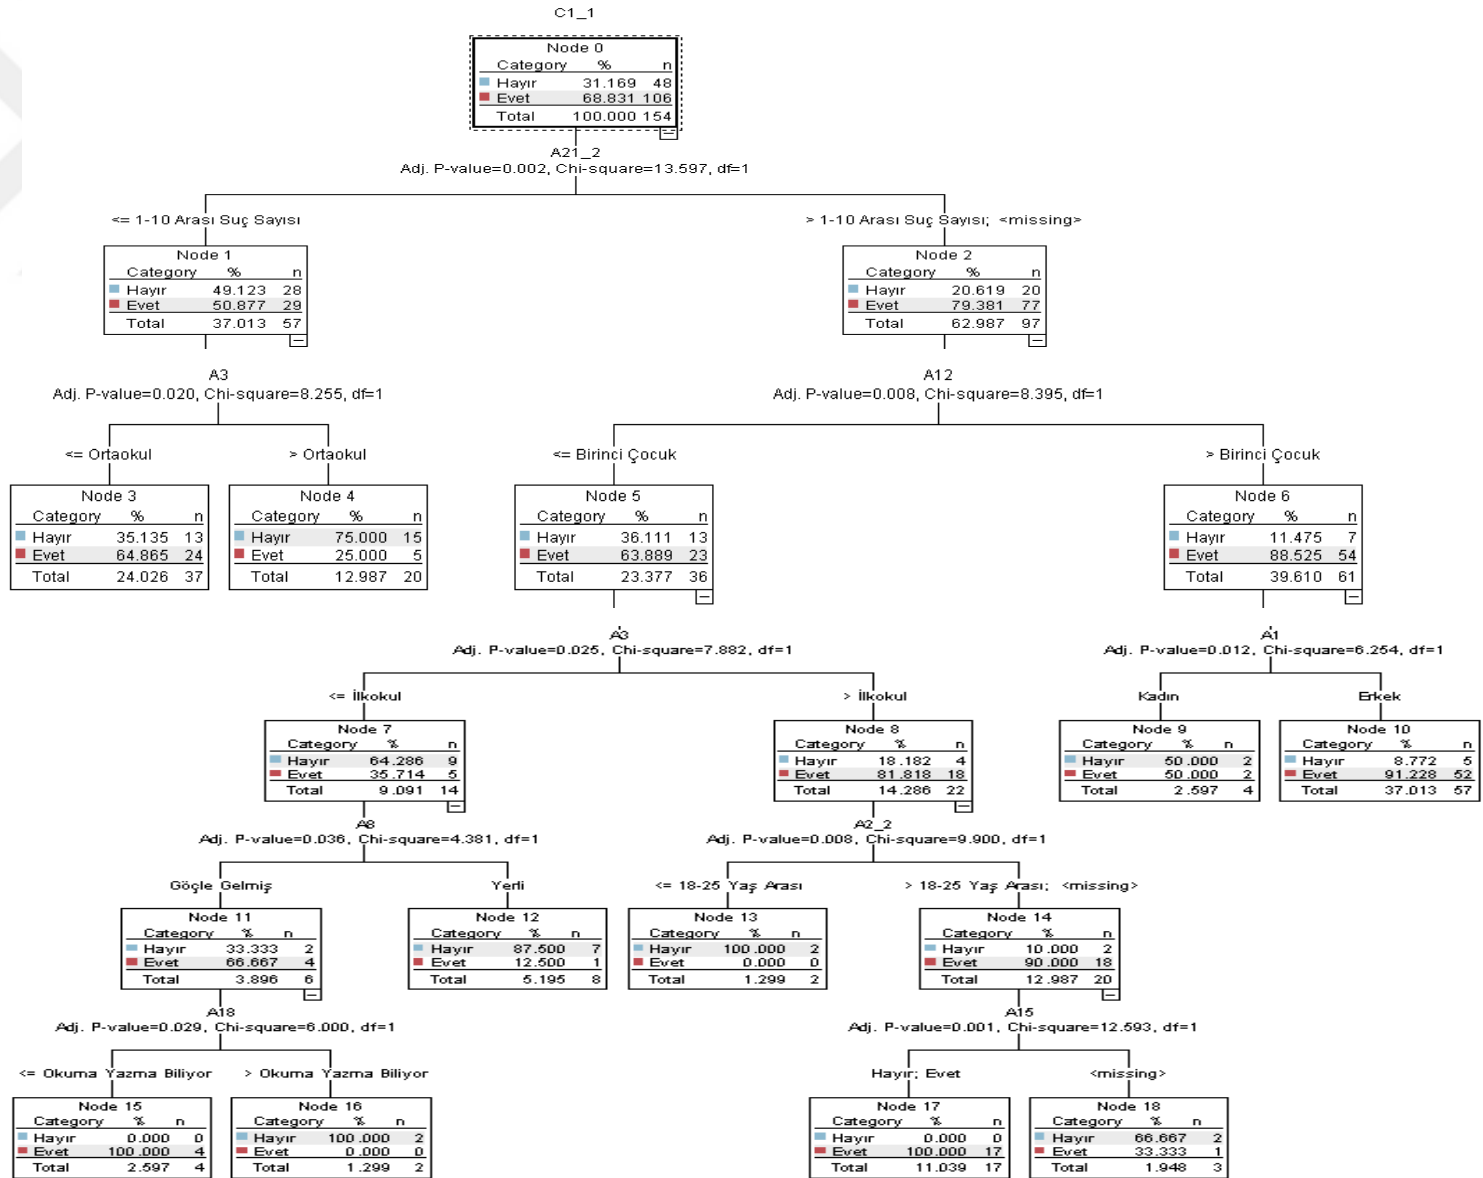 C1_1
Node 0
Category % n
Hayır 31.169 48
Evet 68.831 106
Total 100.000 154
A21_2
Adj. P-value=0.002, Chi-square=13.597, df=1
<= 1-10 Arası Suç Sayısı
> 1-10 Arası Suç Sayısı; <missing>
Node 1
Category % n
Hayır 49.123 28
Evet 50.877 29
Total 37.013 57
Node 2
Category % n
Hayır 20.619 20
Evet 79.381 77
Total 62.987 97
A3
Adj. P-value=0.020, Chi-square=8.255, df=1
A12
Adj. P-value=0.008, Chi-square=8.395, df=1
<= Ortaokul
> Ortaokul
<= Birinci Çocuk
> Birinci Çocuk
Node 3
Category % n
Hayır 35.135 13
Evet 64.865 24
Total 24.026 37
Node 4
Category % n
Hayır 75.000 15
Evet 25.000 5
Total 12.987 20
Node 5
Category % n
Hayır 36.111 13
Evet 63.889 23
Total 23.377 36
Node 6
Category % n
Hayır 11.475 7
Evet 88.525 54
Total 39.610 61
A3
Adj. P-value=0.025, Chi-square=7.882, df=1
A1
Adj. P-value=0.012, Chi-square=6.254, df=1
<= İlkokul
> İlkokul
Kadın
Erkek
Node 7
Category % n
Hayır 64.286 9
Evet 35.714 5
Total 9.091 14
Node 8
Category % n
Hayır 18.182 4
Evet 81.818 18
Total 14.286 22
Node 9
Category % n
Hayır 50.000 2
Evet 50.000 2
Total 2.597 4
Node 10
Category % n
Hayır 8.772 5
Evet 91.228 52
Total 37.013 57
A8
Adj. P-value=0.036, Chi-square=4.381, df=1
A2_2
Adj. P-value=0.008, Chi-square=9.900, df=1
Göçle Gelmiş
Yerli
<= 18-25 Yaş Arası
> 18-25 Yaş Arası; <missing>
Node 11
Category % n
Hayır 33.333 2
Evet 66.667 4
Total 3.896 6
Node 12
Category % n
Hayır 87.500 7
Evet 12.500 1
Total 5.195 8
Node 13
Category % n
Hayır 100.000 2
Evet 0.000 0
Total 1.299 2
Node 14
Category % n
Hayır 10.000 2
Evet 90.000 18
Total 12.987 20
A18
Adj. P-value=0.029, Chi-square=6.000, df=1
A15
Adj. P-value=0.001, Chi-square=12.593, df=1
<= Okuma Yazma Biliyor
> Okuma Yazma Biliyor
Hayır; Evet
<missing>
Node 15
Category % n
Hayır 0.000 0
Evet 100.000 4
Total 2.597 4
Node 16
Category % n
Hayır 100.000 2
Evet 0.000 0
Total 1.299 2
Node 17
Category % n
Hayır 0.000 0
Evet 100.000 17
Total 11.039 17
Node 18
Category % n
Hayır 66.667 2
Evet 33.333 1
Total 1.948 3